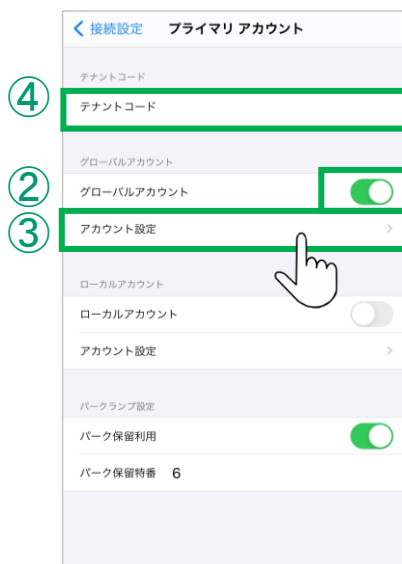 接続設定 プライマリ アカウント
テナントコード
④
テナントコード
グローバルアカウント
②
グローバルアカウント
③
アカウント設定
ローカルアカウント
ローカルアカウント
アカウント設定
パークランプ設定
パーク保留利用
パーク保留特番 6